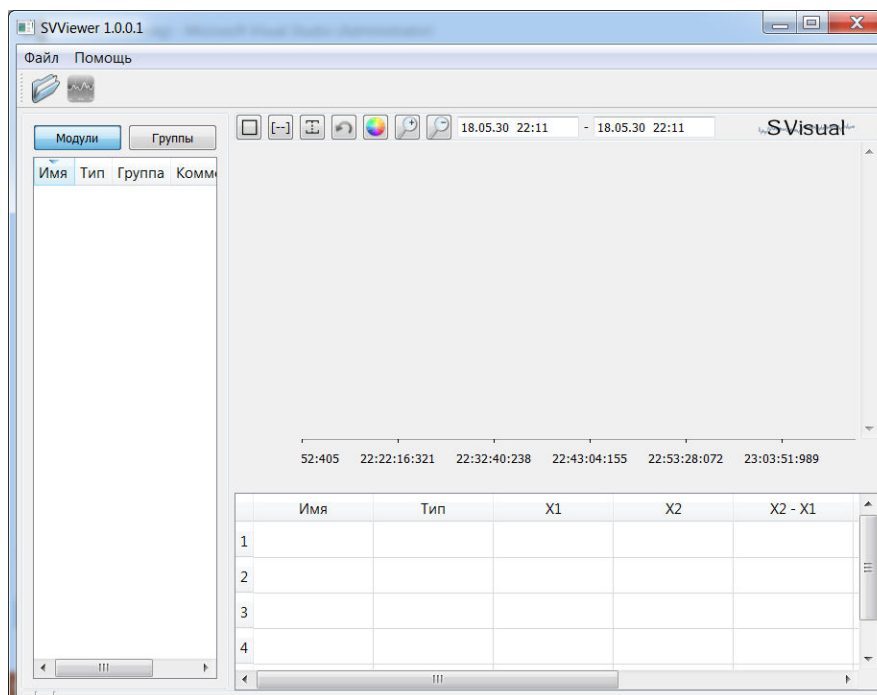 SVViewer 1.0.0.1
Файл Помощь
Модули Группы
[--] 18.05.30 22:11 - 18.05.30 22:11 SVisual
Имя Тип Группа Комме
52:405 22:22:16:321 22:32:40:238 22:43:04:155 22:53:28:072 23:03:51:989
Имя Тип X1 X2 X2 - X1
1
2
3
4